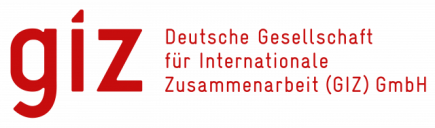 giz
Deutsche Gesellschaft
für Internationale
Zusammenarbeit (GIZ) GmbH